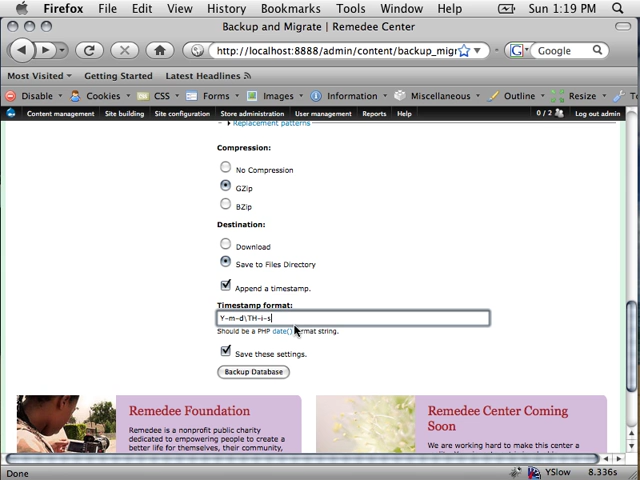 Firefox File Edit View History Bookmarks Tools Window Help Sun 1:19 PM
Backup and Migrate | Remedee Center
http://localhost:8888/admin/content/backup_migr
Google
Most Visited Getting Started Latest Headlines
Disable Cookies CSS Forms Images Information Miscellaneous Outline Resize To
Content management Site building Site configuration Store administration User management Reports Help 0 / 2 Log out admin
Replacement patterns
Compression:
No Compression
GZip
BZip
Destination:
Download
Save to Files Directory
Append a timestamp.
Timestamp format:
Y-m-d\TH-i-s
Should be a PHP date() format string.
Save these settings.
Backup Database
Remedee Foundation
Remedee is a nonprofit public charity
dedicated to empowering people to create a
better life for themselves, their community,
Remedee Center Coming
Soon
We are working hard to make this center a
Done YSlow 8.336s